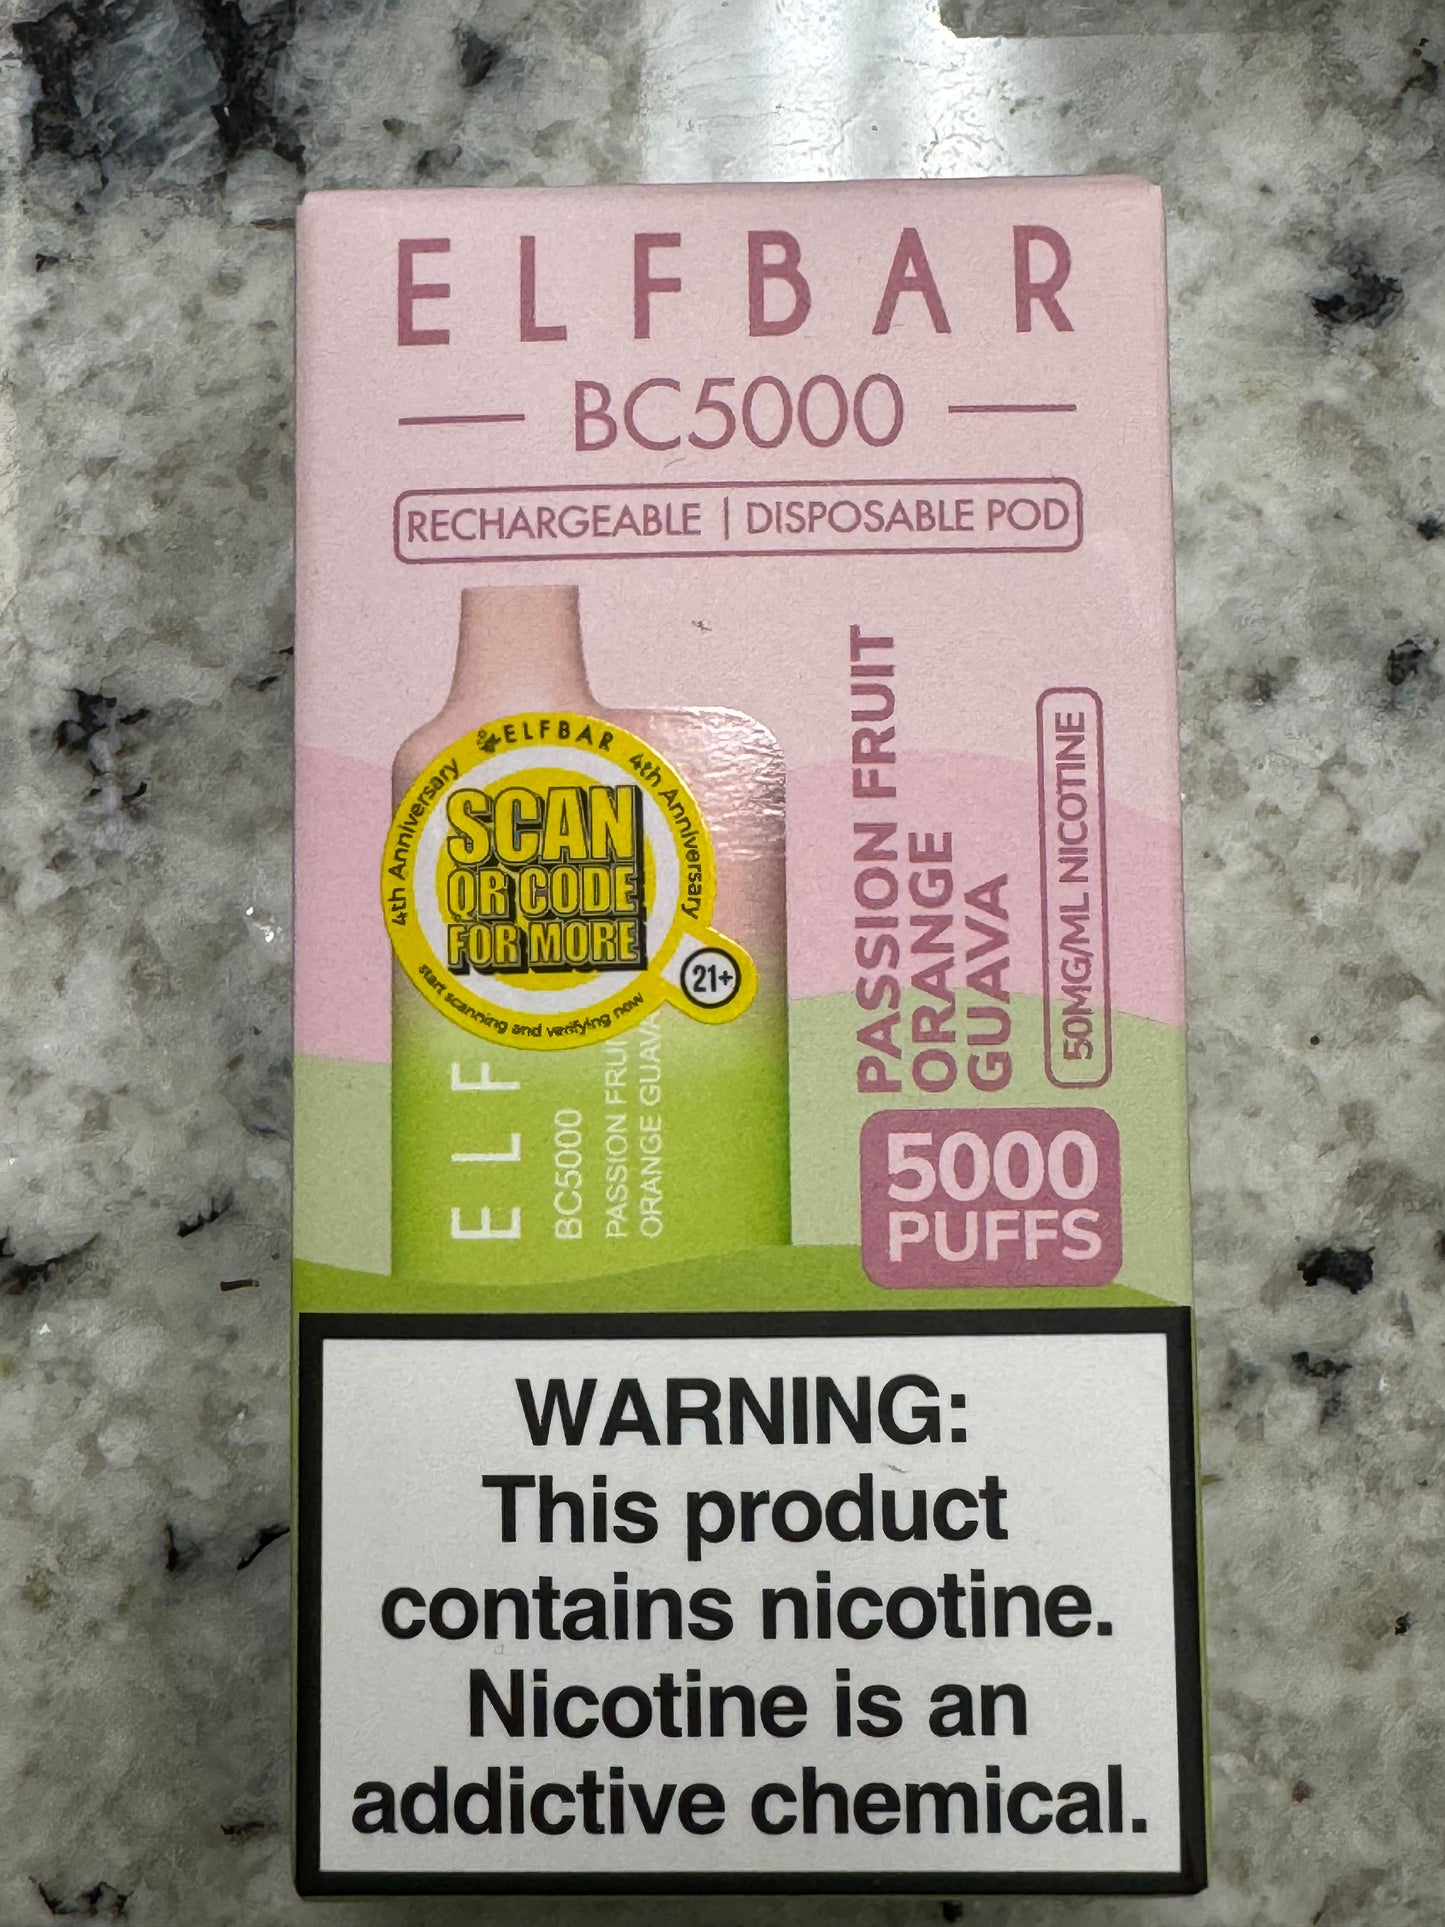 ELFBAR
BC5000
RECHARGEABLE | DISPOSABLE POD
ELFBAR
4th Anniversary
4th Anniversary
SCAN
QR CODE
FOR MORE
start scanning and verifying now
21+
ELF
BC5000
PASSION FRUI
ORANGE GUAVA
PASSION FRUIT
ORANGE
GUAVA
50MG/ML NICOTINE
5000
PUFFS
WARNING:
This product
contains nicotine.
Nicotine is an
addictive chemical.